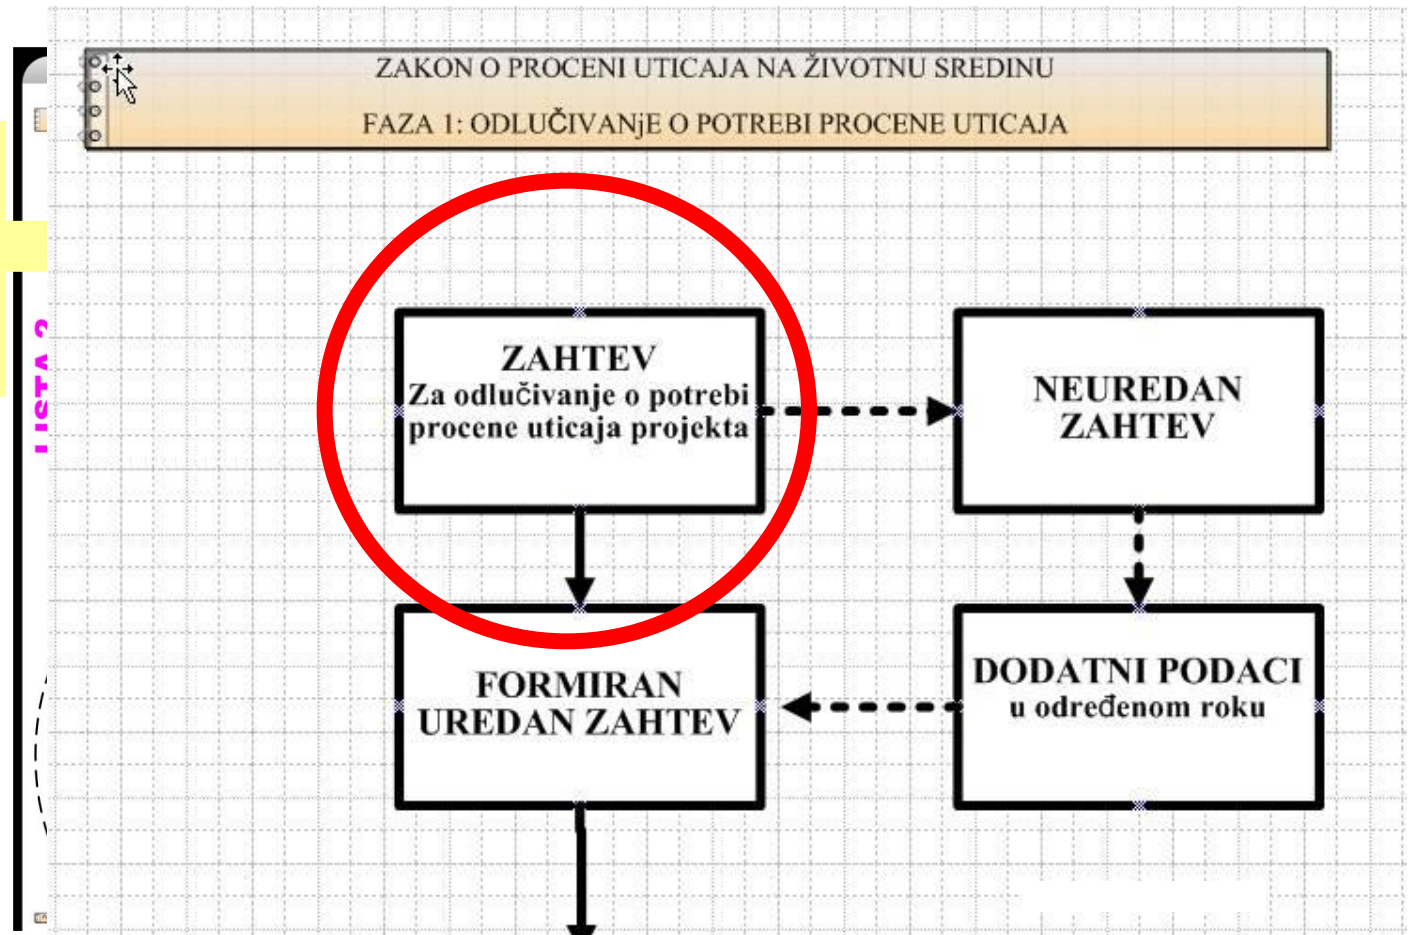 ZAKON O PROCENI UTICAJA NA ŽIVOTNU SREDINU
FAZA 1: ODLUČIVANjE O POTREBI PROCENE UTICAJA
ZAHTEV
Za odlučivanje o potrebi
procene uticaja projekta
NEUREDAN
ZAHTEV
FORMIRAN
UREDAN ZAHTEV
DODATNI PODACI
u određenom roku